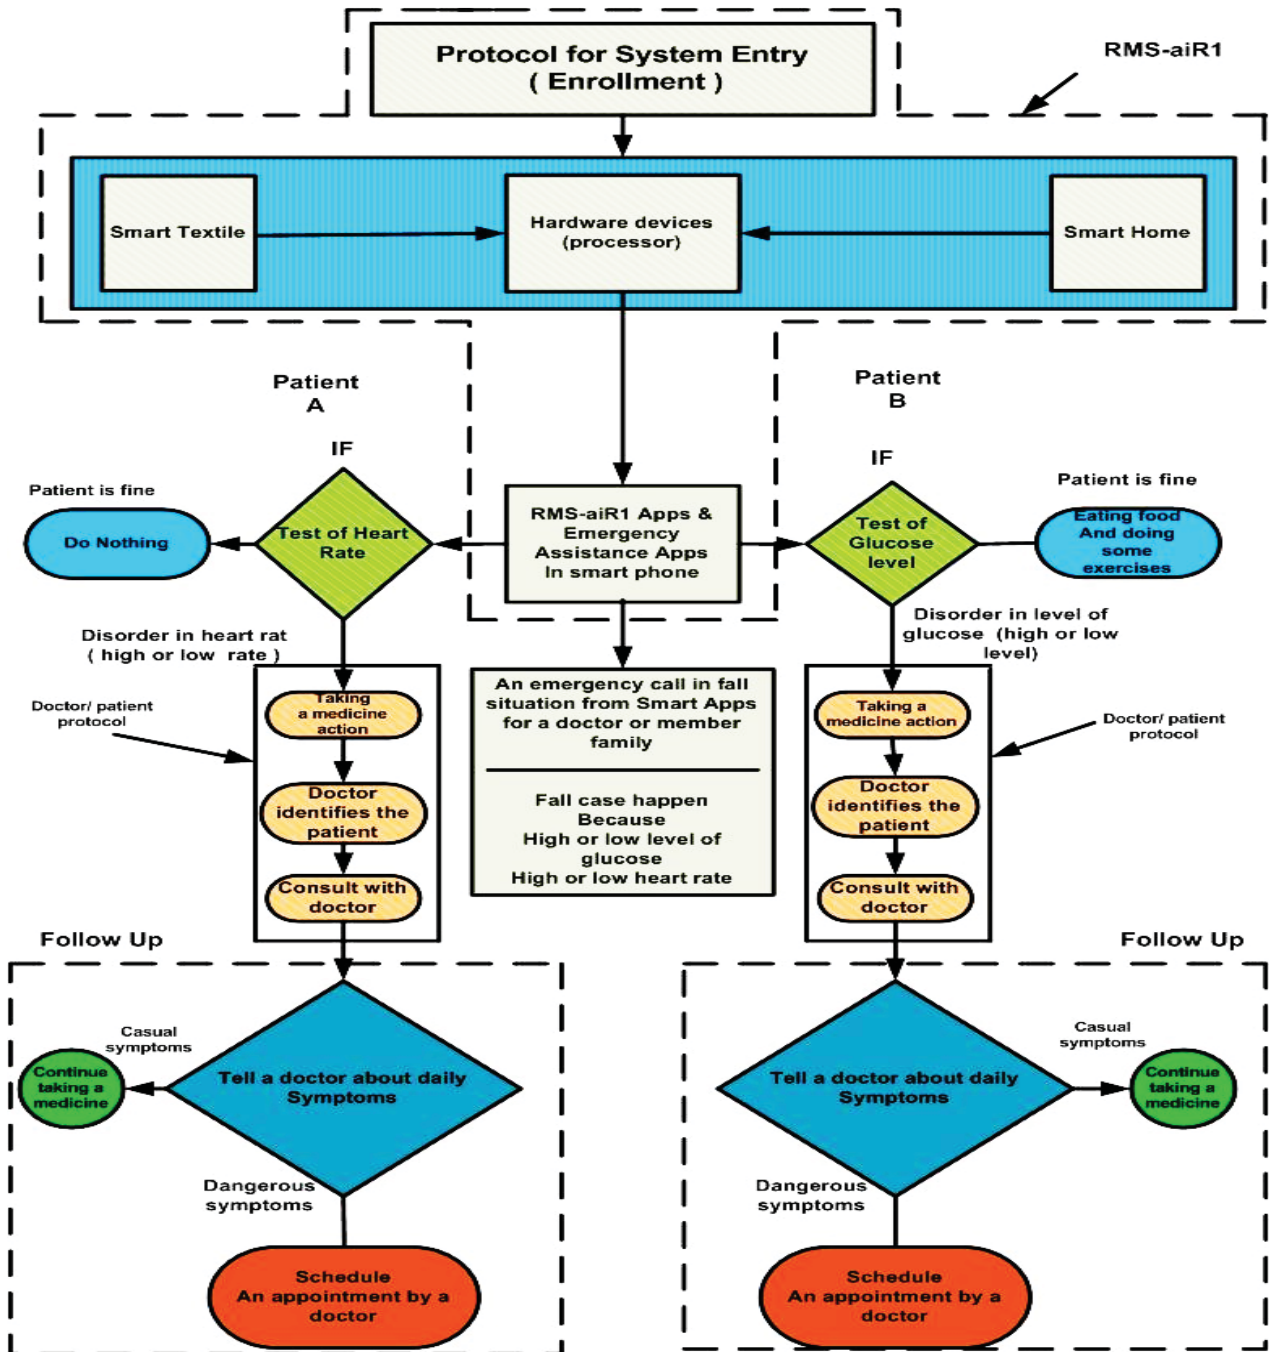 Protocol for System Entry
( Enrollment )
RMS-aiR1
Smart Textile
Hardware devices
(processor)
Smart Home
Patient
A
Patient
B
IF
IF
Patient is fine
Do Nothing
Test of Heart
Rate
RMS-aiR1 Apps &
Emergency
Assistance Apps
In smart phone
Test of
Glucose
level
Patient is fine
Eating food
And doing
some
exercises
Disorder in heart rat
( high or low rate )
Disorder in level of
glucose (high or low
level)
Doctor/ patient
protocol
Taking
a medicine
action
Doctor
identifies the
patient
Consult with
doctor
An emergency call in fall
situation from Smart Apps
for a doctor or member
family
Fall case happen
Because
High or low level of
glucose
High or low heart rate
Taking a
medicine action
Doctor
identifies the
patient
Consult with
doctor
Doctor/ patient
protocol
Follow Up
Follow Up
Casual
symptoms
Continue
taking a
medicine
Tell a doctor about daily
Symptoms
Dangerous
symptoms
Schedule
An appointment by a
doctor
Tell a doctor about daily
Symptoms
Casual
symptoms
Continue
taking a
medicine
Dangerous
symptoms
Schedule
An appointment by a
doctor